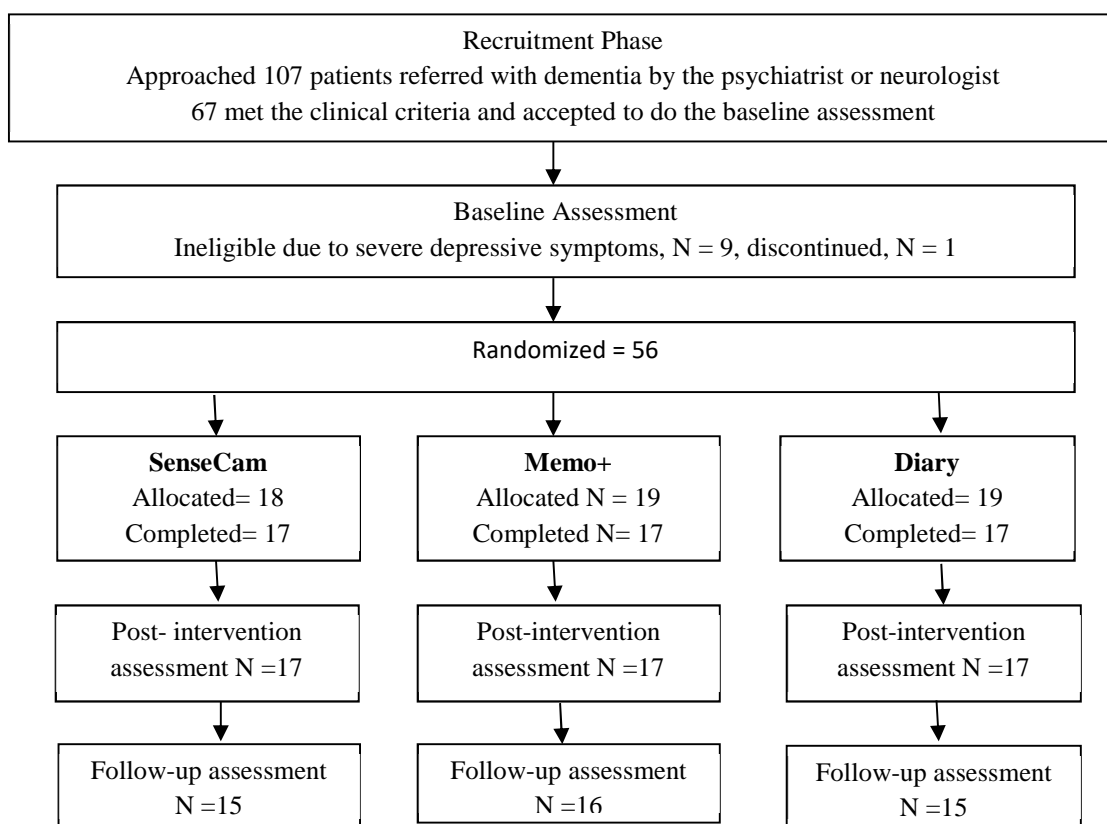 Recruitment Phase
Approached 107 patients referred with dementia by the psychiatrist or neurologist
67 met the clinical criteria and accepted to do the baseline assessment
Baseline Assessment
Ineligible due to severe depressive symptoms, N = 9, discontinued, N = 1
Randomized = 56
SenseCam
Allocated= 18
Completed= 17
Memo+
Allocated N = 19
Completed N= 17
Diary
Allocated= 19
Completed= 17
Post- intervention
assessment N =17
Post-intervention
assessment N =17
Post-intervention
assessment N =17
Follow-up assessment
N =15
Follow-up assessment
N =16
Follow-up assessment
N =15